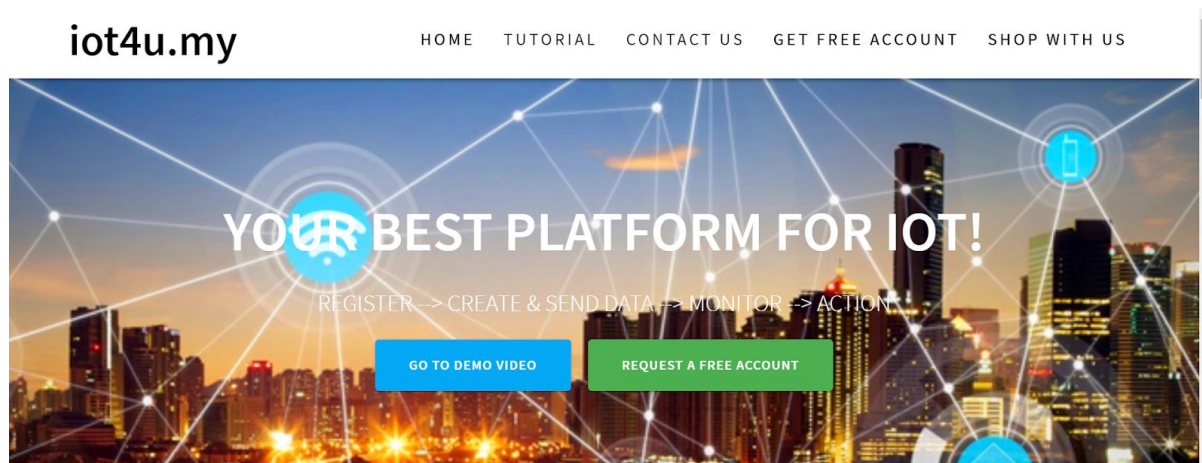 iot4u.my
HOME TUTORIAL CONTACT US GET FREE ACCOUNT SHOP WITH US
YOUR BEST PLATFORM FOR IOT!
REGISTER --> CREATE & SEND DATA --> MONITOR --> ACTION
GO TO DEMO VIDEO REQUEST A FREE ACCOUNT